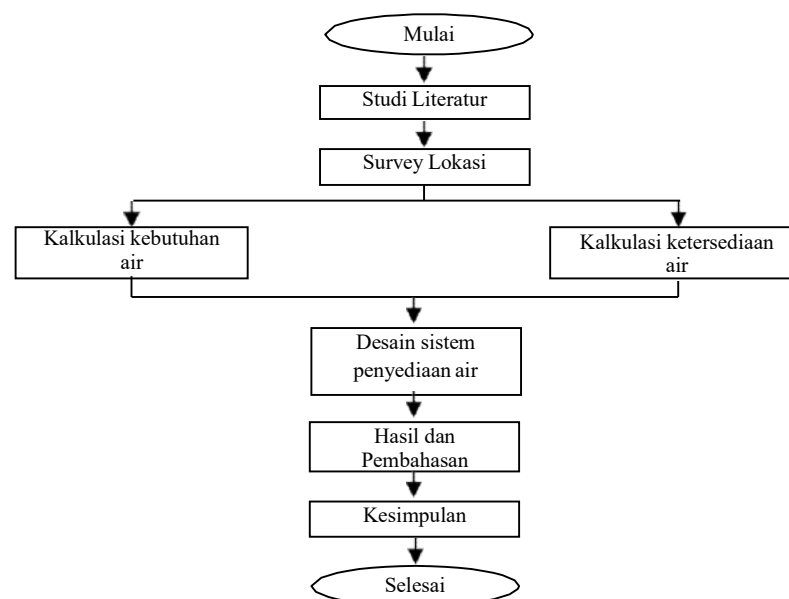 Mulai
Studi Literatur
Survey Lokasi
Kalkulasi kebutuhan
air
Kalkulasi ketersediaan
air
Desain sistem
penyediaan air
Hasil dan
Pembahasan
Kesimpulan
Selesai